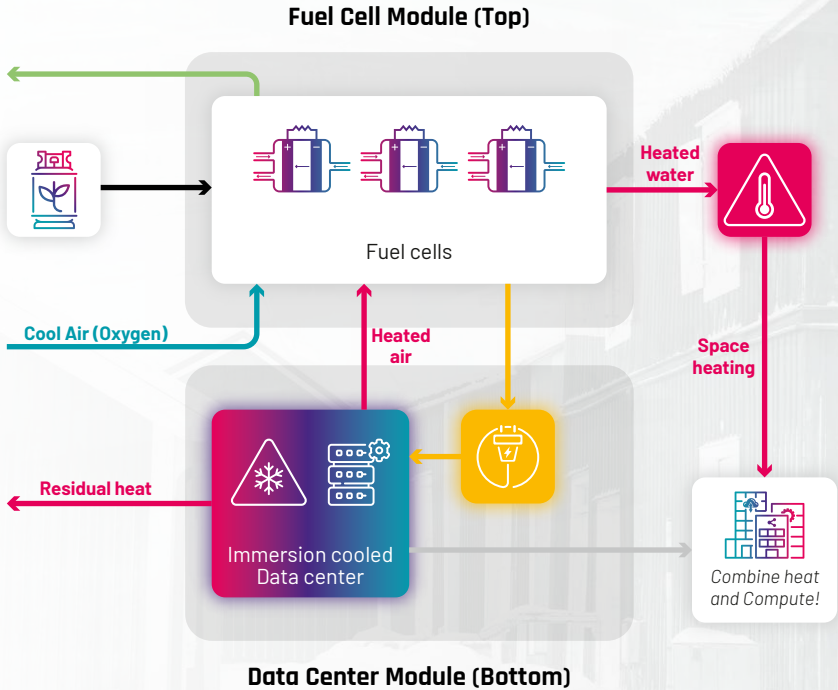 Fuel Cell Module (Top)
Heated
water
Fuel cells
Cool Air (Oxygen)
Heated
air
Space
heating
Residual heat
Immersion cooled
Data center
Combine heat
and Compute!
Data Center Module (Bottom)